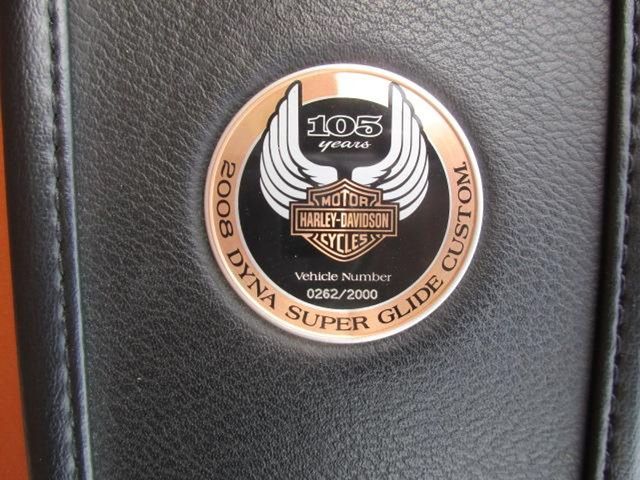 105
years
MOTOR
HARLEY-DAVIDSON
CYCLES
Vehicle Number
0262/2000
2008 DYNA SUPER GLIDE CUSTOM